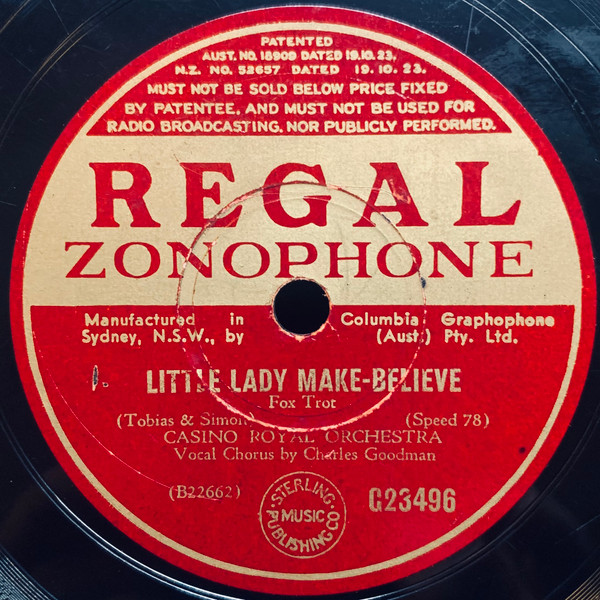 PATENTED
AUST. NO. 18909 DATED 19.10.23.
N.Z. NO. 52657 DATED 19.10.23.
MUST NOT BE SOLD BELOW PRICE FIXED
BY PATENTEE, AND MUST NOT BE USED FOR
RADIO BROADCASTING, NOR PUBLICLY PERFORMED.
REGAL
ZONOPHONE
Manufactured in Columbia Graphophone
Sydney, N.S.W., by (Aust.) Pty. Ltd.
1. LITTLE LADY MAKE-BELIEVE
Fox Trot
(Tobias & Simon) (Speed 78)
CASINO ROYAL ORCHESTRA
Vocal Chorus by Charles Goodman
(B22662) G23496
STERLING
MUSIC
PUBLISHING CO